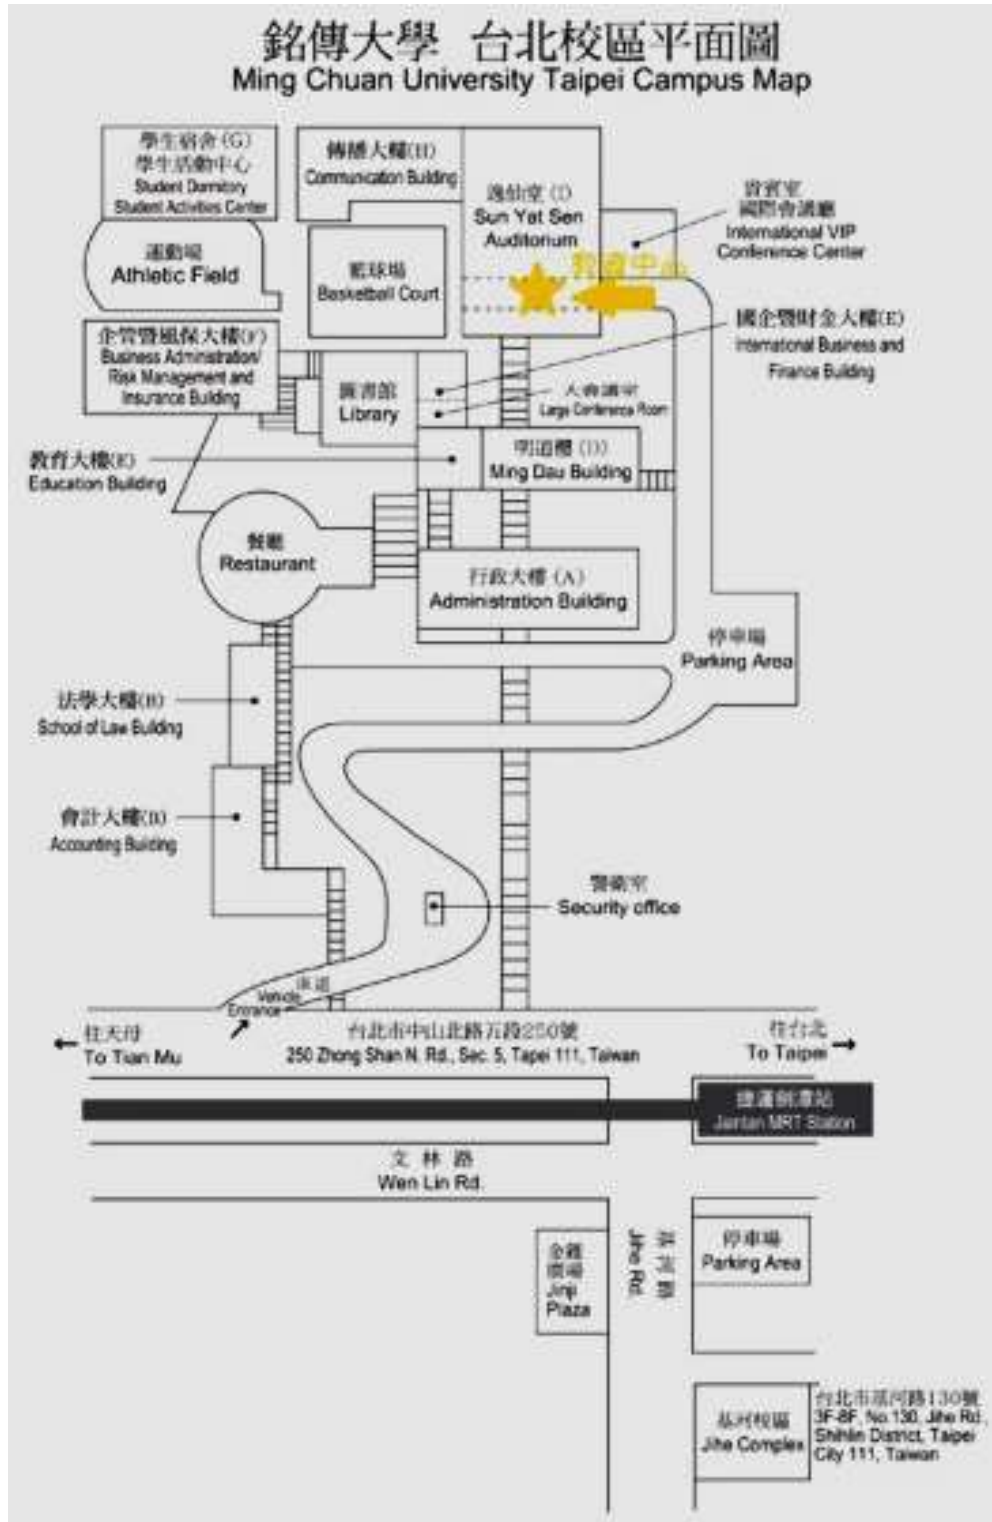 銘傳大學 台北校區平面圖
Ming Chuan University Taipei Campus Map
學生宿舍(G)
學生活動中心
Student Dormitory
Student Activities Center
傳播大樓(H)
Communication Building
逸仙堂(I)
Sun Yat Sen
Auditorium
貴賓室
國際會議廳
International VIP
Conference Center
運動場
Athletic Field
籃球場
Basketball Court
中心
國企暨財金大樓(E)
International Business and
Finance Building
企管暨風保大樓(F)
Business Administration/
Risk Management and
Insurance Building
圖書館
Library
大會議室
Large Conference Room
教育大樓(E)
Education Building
明道樓(D)
Ming Dau Building
餐廳
Restaurant
行政大樓(A)
Administration Building
停車場
Parking Area
法學大樓(B)
School of Law Building
會計大樓(B)
Accounting Building
警衛室
Security office
車道
Vehicle
Entrance
往天母
To Tian Mu
台北市中山北路五段250號
250 Zhong Shan N. Rd., Sec. 5, Tapei 111, Taiwan
往台北
To Taipei
捷運劍潭站
Jiantan MRT Station
文林路
Wen Lin Rd.
金雞
廣場
Jinji
Plaza
基河路
Jihe Rd.
停車場
Parking Area
基河校區
Jihe Complex
台北市基河路130號
3F-8F, No.130, Jihe Rd.,
Shihlin District, Taipei
City 111, Taiwan